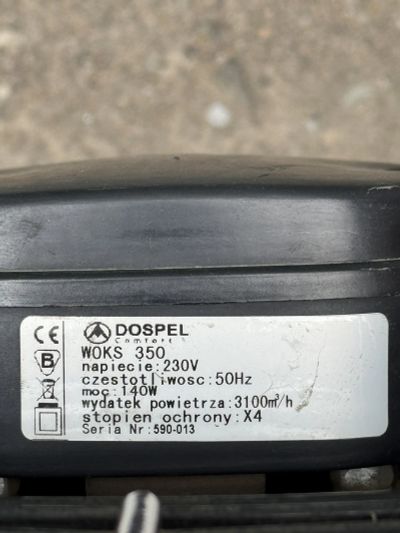 CE
DOSPEL
Comfort
B
WOKS 350
napiecie:230V
czestotliwosc:50Hz
moc:140W
wydatek powietrza:3100m³/h
stopien ochrony:X4
Seria Nr:590-013